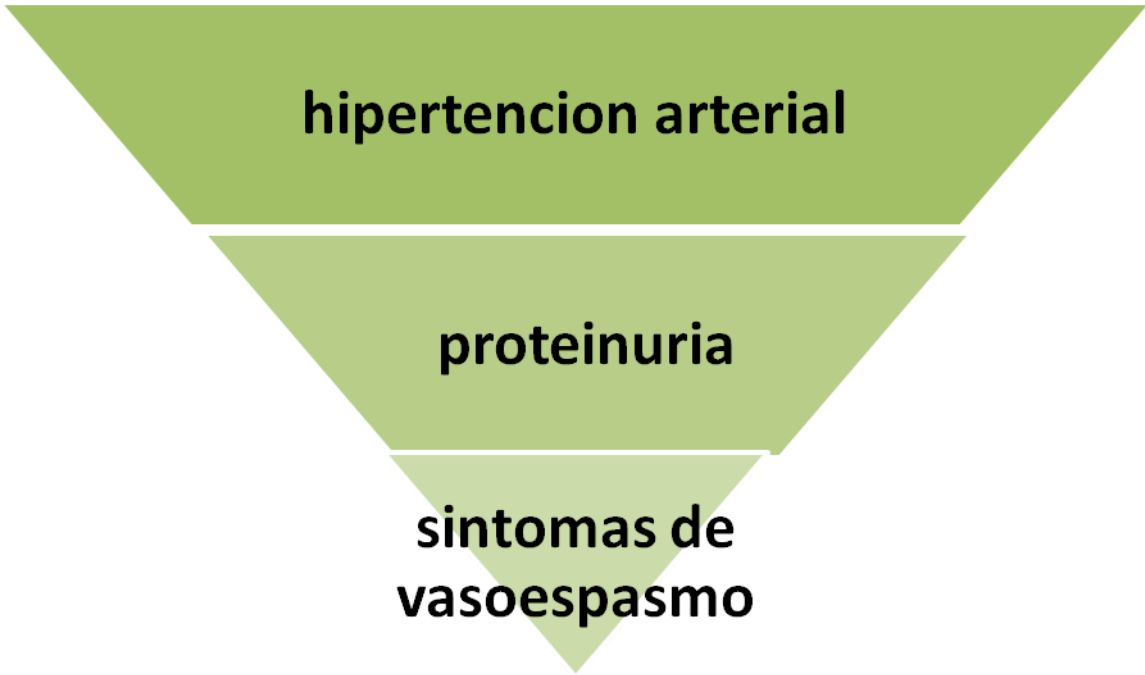 hipertencion arterial
proteinuria
sintomas de
vasoespasmo